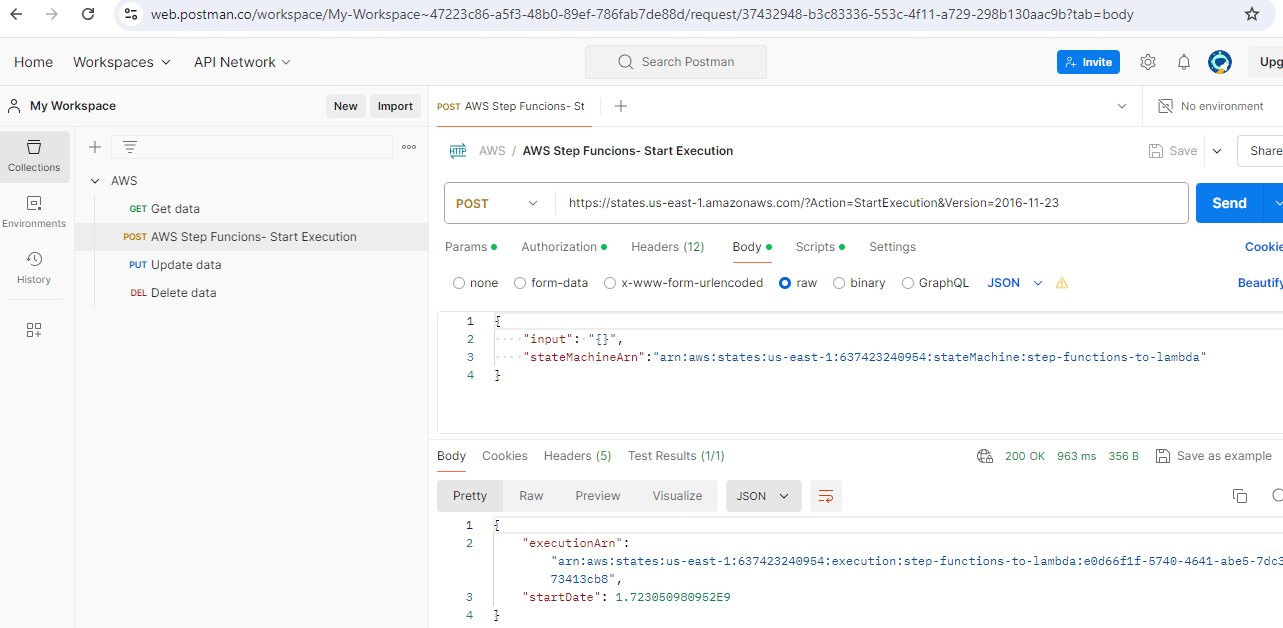 web.postman.co/workspace/My-Workspace~47223c86-a5f3-48b0-89ef-786fab7de88d/request/37432948-b3c83336-553c-4f11-a729-298b130aac9b?tab=body
Home Workspaces API Network Search Postman Invite Upg
My Workspace New Import POST AWS Step Funcions- St No environment
Collections
Environments
History
AWS
GET Get data
POST AWS Step Funcions- Start Execution
PUT Update data
DEL Delete data
HTTP AWS / AWS Step Funcions- Start Execution Save Share
POST https://states.us-east-1.amazonaws.com/?Action=StartExecution&Version=2016-11-23 Send
Params Authorization Headers (12) Body Scripts Settings Cookie
none form-data x-www-form-urlencoded raw binary GraphQL JSON Beautify
1 {
2 "input": "{}",
3 "stateMachineArn":"arn:aws:states:us-east-1:637423240954:stateMachine:step-functions-to-lambda"
4 }
Body Cookies Headers (5) Test Results (1/1) 200 OK 963 ms 356 B Save as example
Pretty Raw Preview Visualize JSON
1 {
2 "executionArn":
"arn:aws:states:us-east-1:637423240954:execution:step-functions-to-lambda:e0d66f1f-5740-4641-abe5-7dc3
73413cb8",
3 "startDate": 1.723050980952E9
4 }